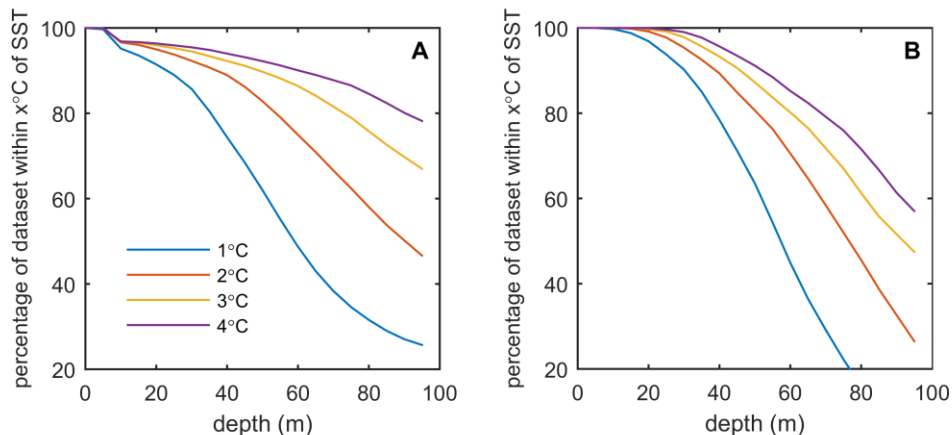 A
percentage of dataset within x°C of SST
100
80
60
40
20
1°C
2°C
3°C
4°C
0 20 40 60 80 100
depth (m)
B
percentage of dataset within x°C of SST
100
80
60
40
20
0 20 40 60 80 100
depth (m)